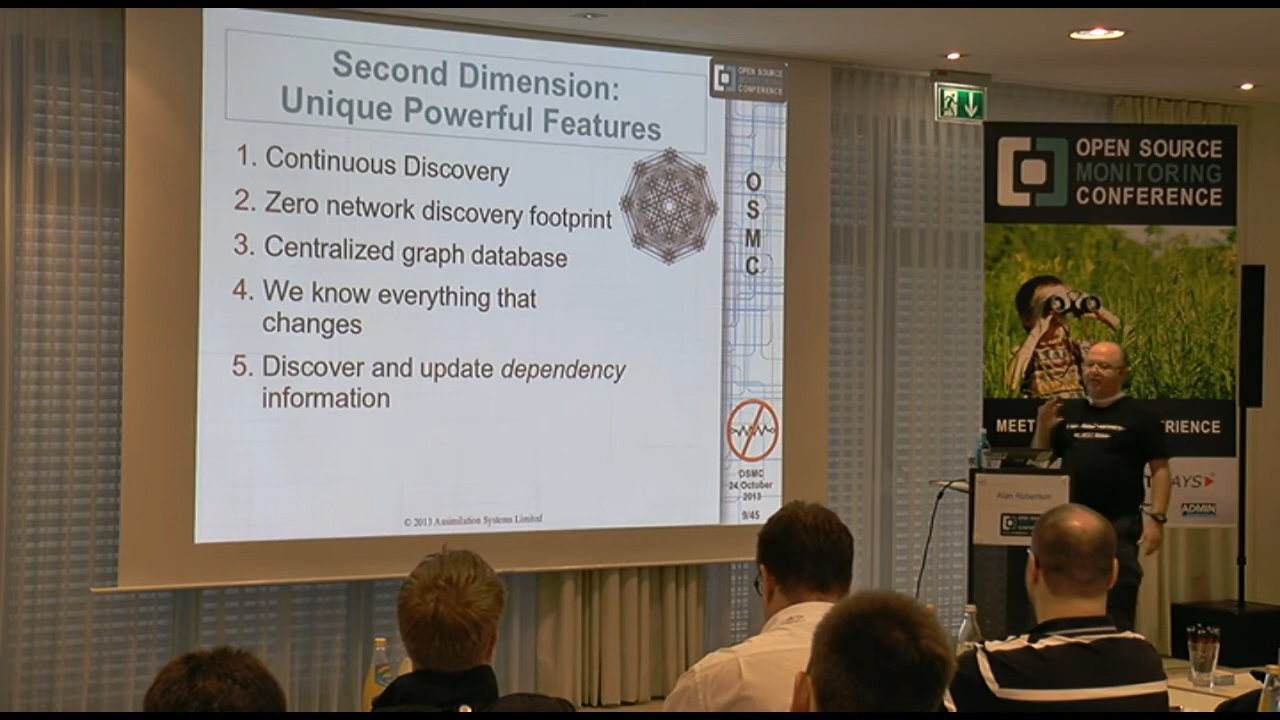 Second Dimension:
Unique Powerful Features
1. Continuous Discovery
2. Zero network discovery footprint
3. Centralized graph database
4. We know everything that
changes
5. Discover and update dependency
information
© 2013 Assimilation Systems Limited
OPEN SOURCE
MONITORING
CONFERENCE
O
S
M
C
OSMC
24 October
2013
9/45
OPEN SOURCE
MONITORING
CONFERENCE
MEET
RIENCE
AYS
ADMIN
Alan Robertson